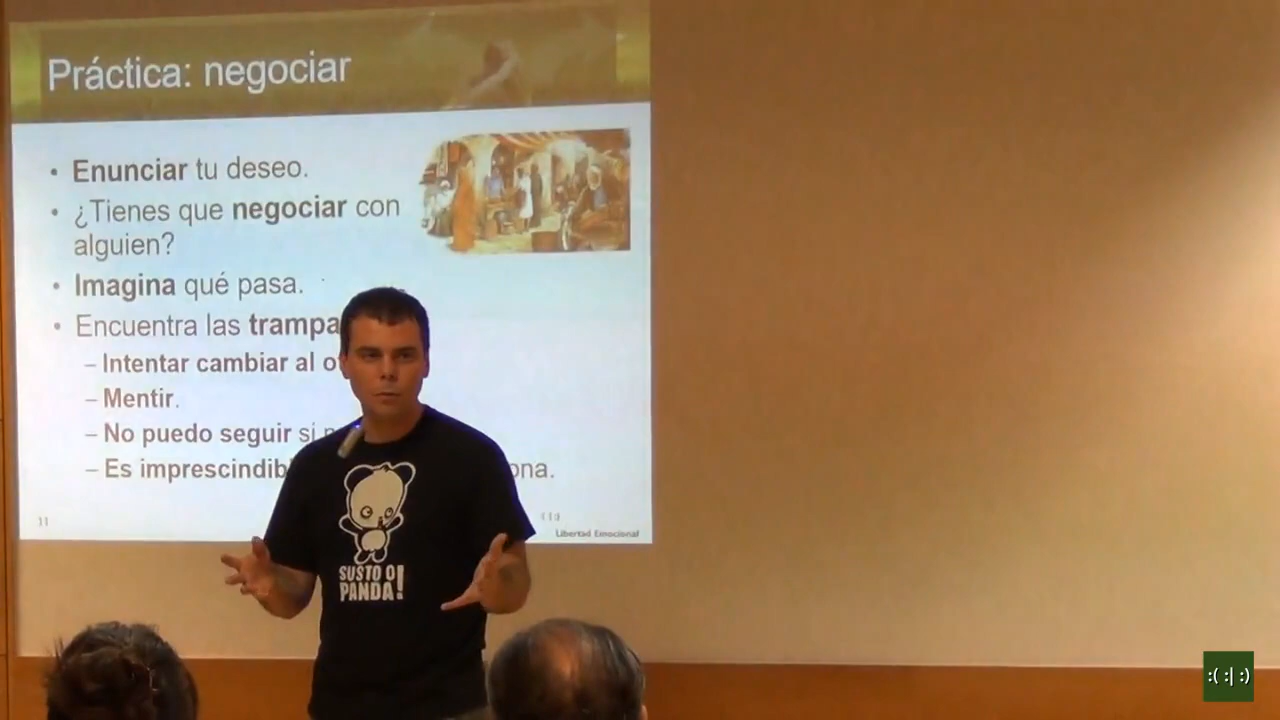 Práctica: negociar
• Enunciar tu deseo.
• ¿Tienes que negociar con
alguien?
• Imagina qué pasa.
• Encuentra las trampa
– Intentar cambiar al o
– Mentir.
– No puedo seguir si
– Es imprescindib ona.
11
Libertad Emocional
SUSTO O
PANDA!
:( :| :)